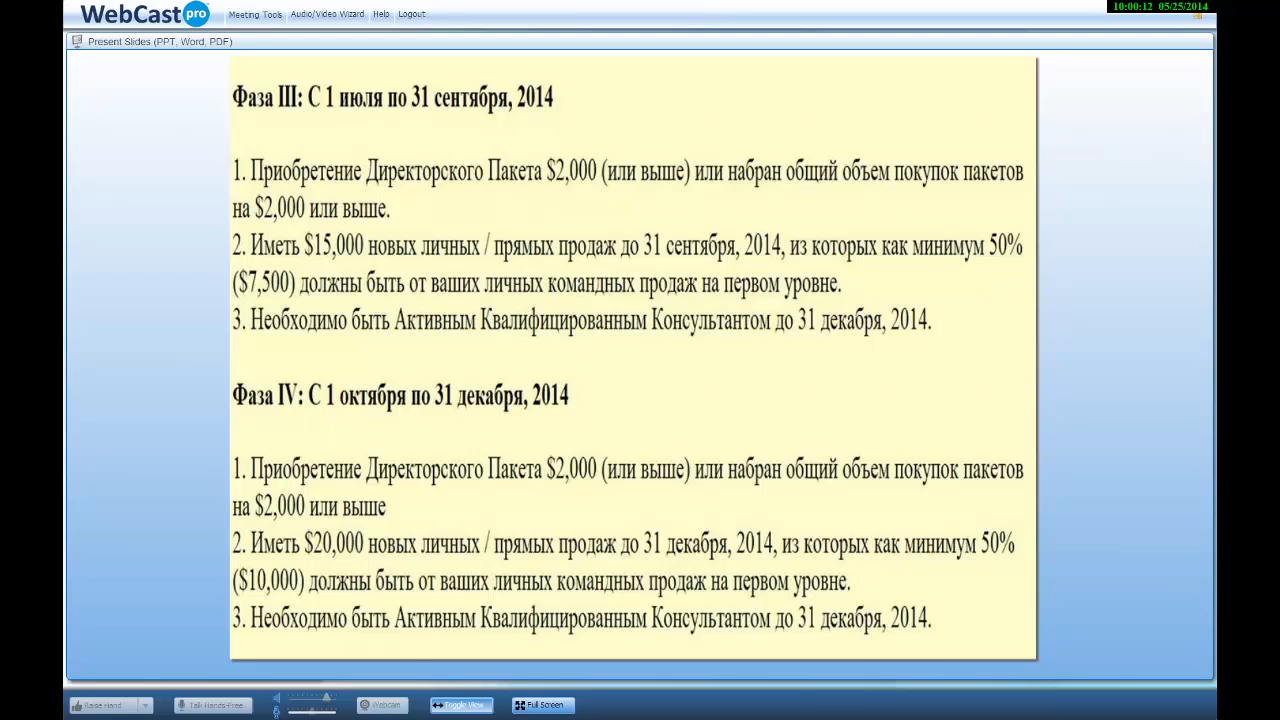 10:00:12 05/25/2014
WebCast pro Meeting Tools Audio/Video Wizard Help Logout
Present Slides (PPT, Word, PDF)
Фаза III: С 1 июля по 31 сентября, 2014
1. Приобретение Директорского Пакета $2,000 (или выше) или набран общий объем покупок пакетов
на $2,000 или выше.
2. Иметь $15,000 новых личных / прямых продаж до 31 сентября, 2014, из которых как минимум 50%
($7,500) должны быть от ваших личных командных продаж на первом уровне.
3. Необходимо быть Активным Квалифицированным Консультантом до 31 декабря, 2014.
Фаза IV: С 1 октября по 31 декабря, 2014
1. Приобретение Директорского Пакета $2,000 (или выше) или набран общий объем покупок пакетов
на $2,000 или выше
2. Иметь $20,000 новых личных / прямых продаж до 31 декабря, 2014, из которых как минимум 50%
($10,000) должны быть от ваших личных командных продаж на первом уровне.
3. Необходимо быть Активным Квалифицированным Консультантом до 31 декабря, 2014.
Raise Hand Talk Hands-Free Webcam Toggle View Full Screen